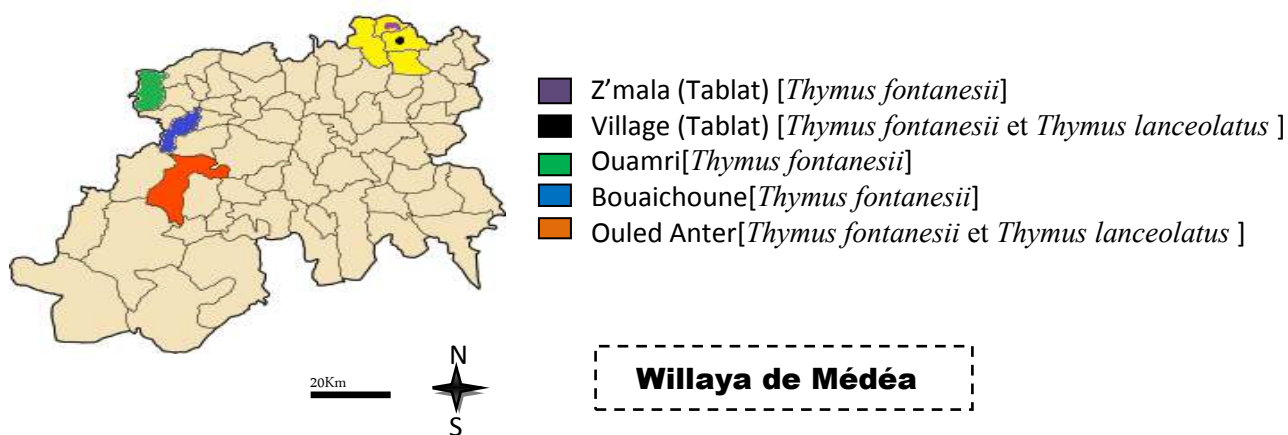 Z’mala (Tablat) [Thymus fontanesii]
Village (Tablat) [Thymus fontanesii et Thymus lanceolatus ]
Ouamri[Thymus fontanesii]
Bouaichoune[Thymus fontanesii]
Ouled Anter[Thymus fontanesii et Thymus lanceolatus ]
20Km
N
S
Willaya de Médéa